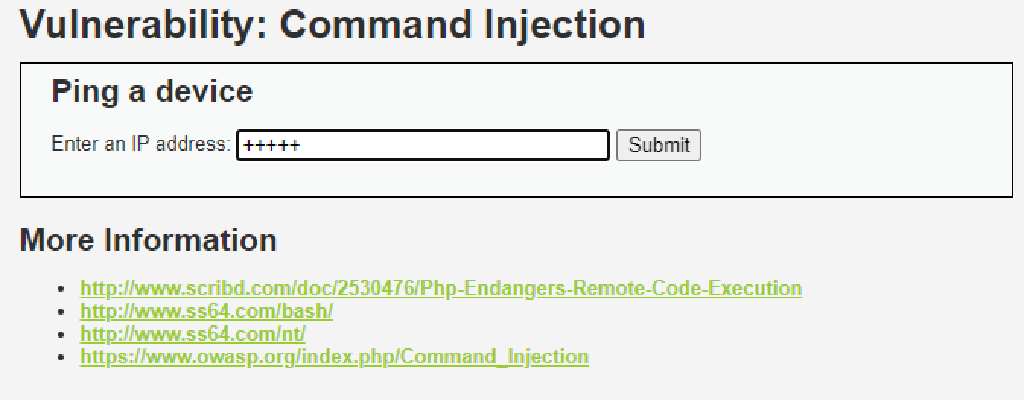 Vulnerability: Command Injection
Ping a device
Enter an IP address: +++++ Submit
More Information
http://www.scribd.com/doc/2530476/Php-Endangers-Remote-Code-Execution
http://www.ss64.com/bash/
http://www.ss64.com/nt/
https://www.owasp.org/index.php/Command_Injection